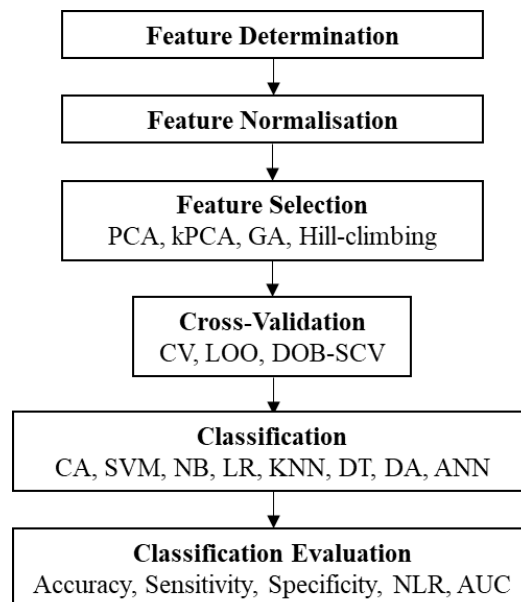 Feature Determination
Feature Normalisation
Feature Selection
PCA, kPCA, GA, Hill-climbing
Cross-Validation
CV, LOO, DOB-SCV
Classification
CA, SVM, NB, LR, KNN, DT, DA, ANN
Classification Evaluation
Accuracy, Sensitivity, Specificity, NLR, AUC